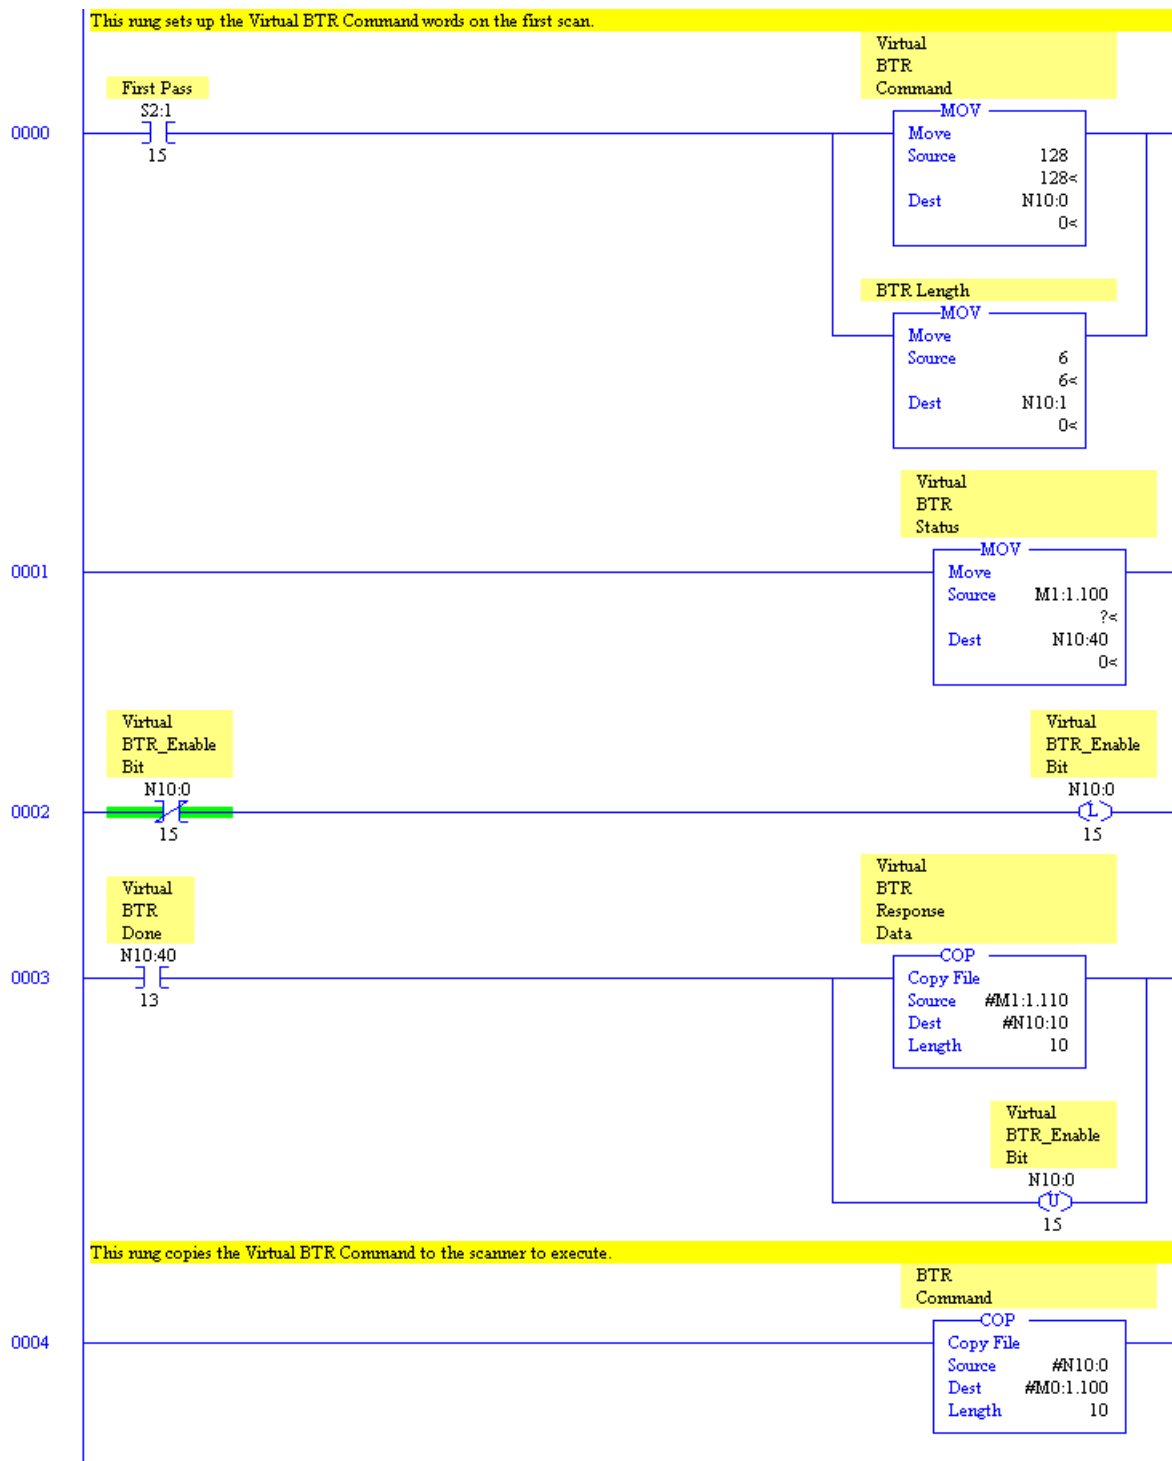 This rung sets up the Virtual BTR Command words on the first scan.
Virtual
BTR
Command
First Pass
S2:1
15
0000
MOV
Move
Source 128
128<
Dest N10:0
0<
BTR Length
MOV
Move
Source 6
6<
Dest N10:1
0<
Virtual
BTR
Status
0001
MOV
Move
Source M1:1.100
?<
Dest N10:40
0<
Virtual
BTR_Enable
Bit
N10:0
15
0002
Virtual
BTR_Enable
Bit
N10:0
L
15
Virtual
BTR
Done
N10:40
13
0003
Virtual
BTR
Response
Data
COP
Copy File
Source #M1:1.110
Dest #N10:10
Length 10
Virtual
BTR_Enable
Bit
N10:0
U
15
This rung copies the Virtual BTR Command to the scanner to execute.
BTR
Command
0004
COP
Copy File
Source #N10:0
Dest #M0:1.100
Length 10